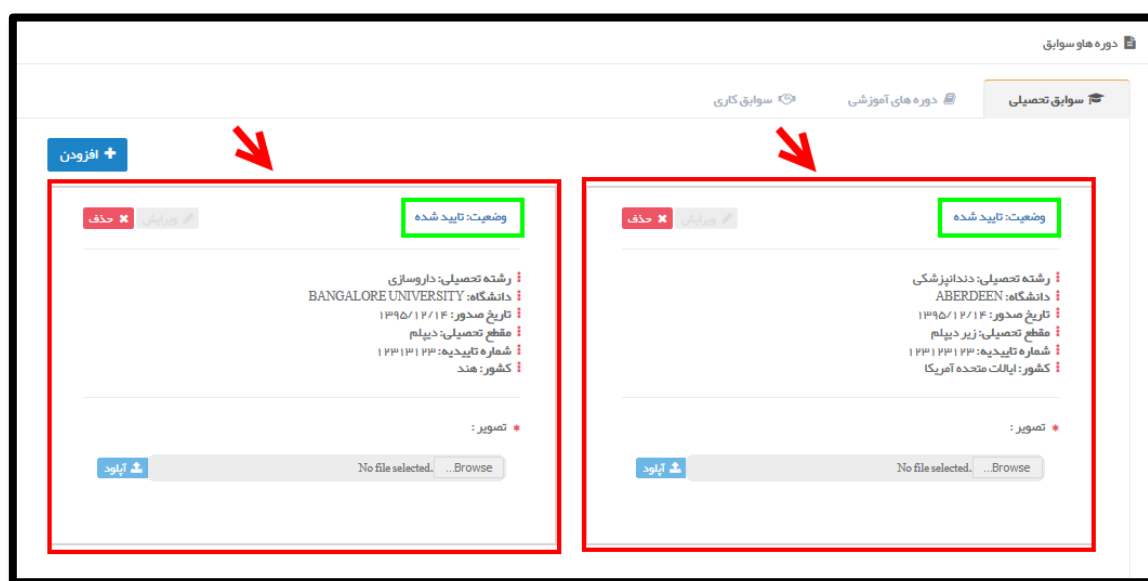 دوره ها و سوابق
سوابق تحصیلی
دوره های آموزشی
سوابق کاری
افزودن
وضعیت: تایید شده
ویرایش
حذف
رشته تحصیلی: دندانپزشکی
دانشگاه: ABERDEEN
تاریخ صدور: ۱۳۹۵/۱۲/۱۴
مقطع تحصیلی: زیر دیپلم
شماره تاییدیه: ۱۲۳۱۲۳۱۲۳
کشور: ایالات متحده آمریکا
* تصویر :
Browse... No file selected.
آپلود
وضعیت: تایید شده
ویرایش
حذف
رشته تحصیلی: داروسازی
دانشگاه: BANGALORE UNIVERSITY
تاریخ صدور: ۱۳۹۵/۱۲/۱۴
مقطع تحصیلی: دیپلم
شماره تاییدیه: ۱۲۳۱۳۱۲۳
کشور: هند
* تصویر :
Browse... No file selected.
آپلود